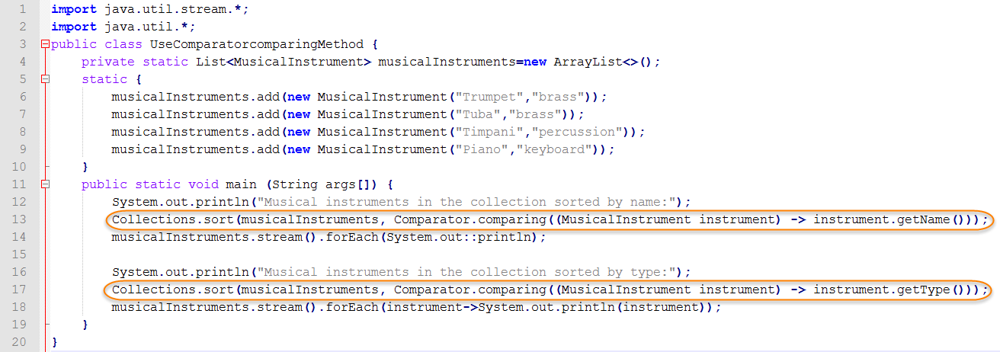 1 import java.util.stream.*;
2 import java.util.*;
3 public class UseComparatorcomparingMethod {
4 private static List<MusicalInstrument> musicalInstruments=new ArrayList<>();
5 static {
6 musicalInstruments.add(new MusicalInstrument("Trumpet","brass"));
7 musicalInstruments.add(new MusicalInstrument("Tuba","brass"));
8 musicalInstruments.add(new MusicalInstrument("Timpani","percussion"));
9 musicalInstruments.add(new MusicalInstrument("Piano","keyboard"));
10 }
11 public static void main (String args[]) {
12 System.out.println("Musical instruments in the collection sorted by name:");
13 Collections.sort(musicalInstruments, Comparator.comparing((MusicalInstrument instrument) -> instrument.getName()));
14 musicalInstruments.stream().forEach(System.out::println);
15
16 System.out.println("Musical instruments in the collection sorted by type:");
17 Collections.sort(musicalInstruments, Comparator.comparing((MusicalInstrument instrument) -> instrument.getType()));
18 musicalInstruments.stream().forEach(instrument->System.out.println(instrument));
19 }
20 }